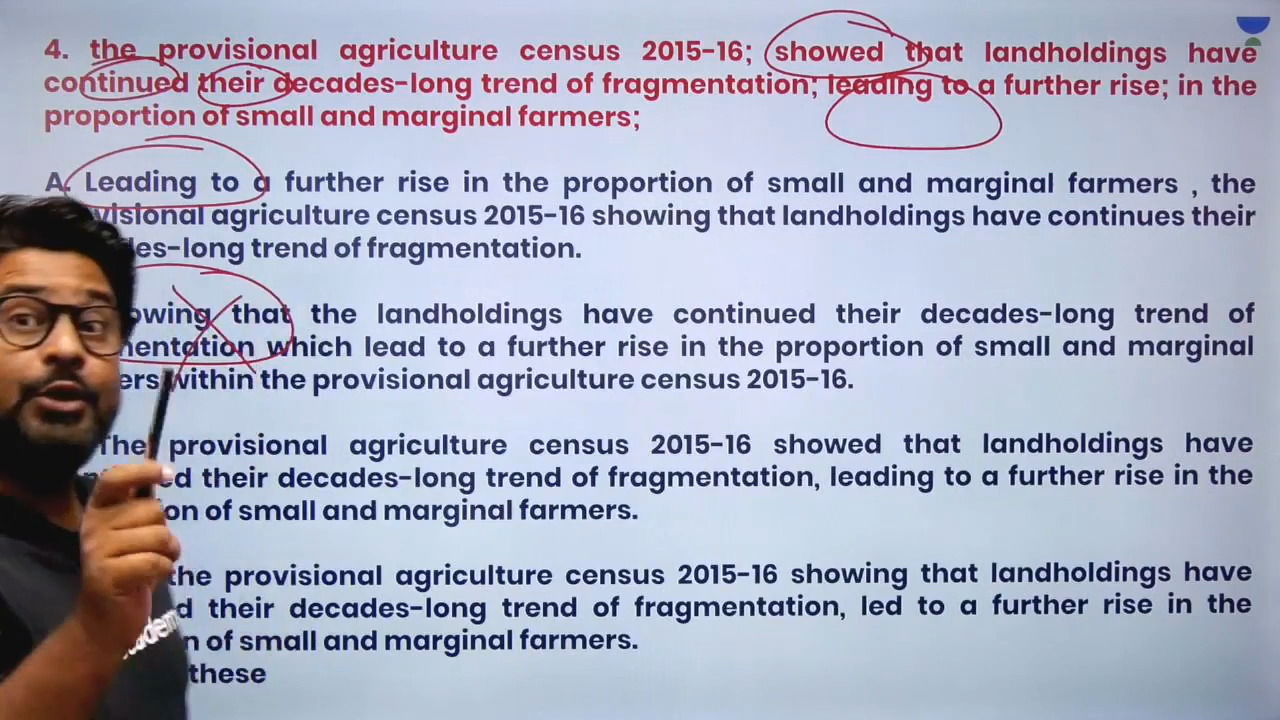 4. the provisional agriculture census 2015-16; showed that landholdings have
continued their decades-long trend of fragmentation; leading to a further rise; in the
proportion of small and marginal farmers;
A. Leading to a further rise in the proportion of small and marginal farmers , the
visional agriculture census 2015-16 showing that landholdings have continues their
des-long trend of fragmentation.
owing that the landholdings have continued their decades-long trend of
mentation which lead to a further rise in the proportion of small and marginal
ers within the provisional agriculture census 2015-16.
The provisional agriculture census 2015-16 showed that landholdings have
d their decades-long trend of fragmentation, leading to a further rise in the
on of small and marginal farmers.
the provisional agriculture census 2015-16 showing that landholdings have
d their decades-long trend of fragmentation, led to a further rise in the
n of small and marginal farmers.
these